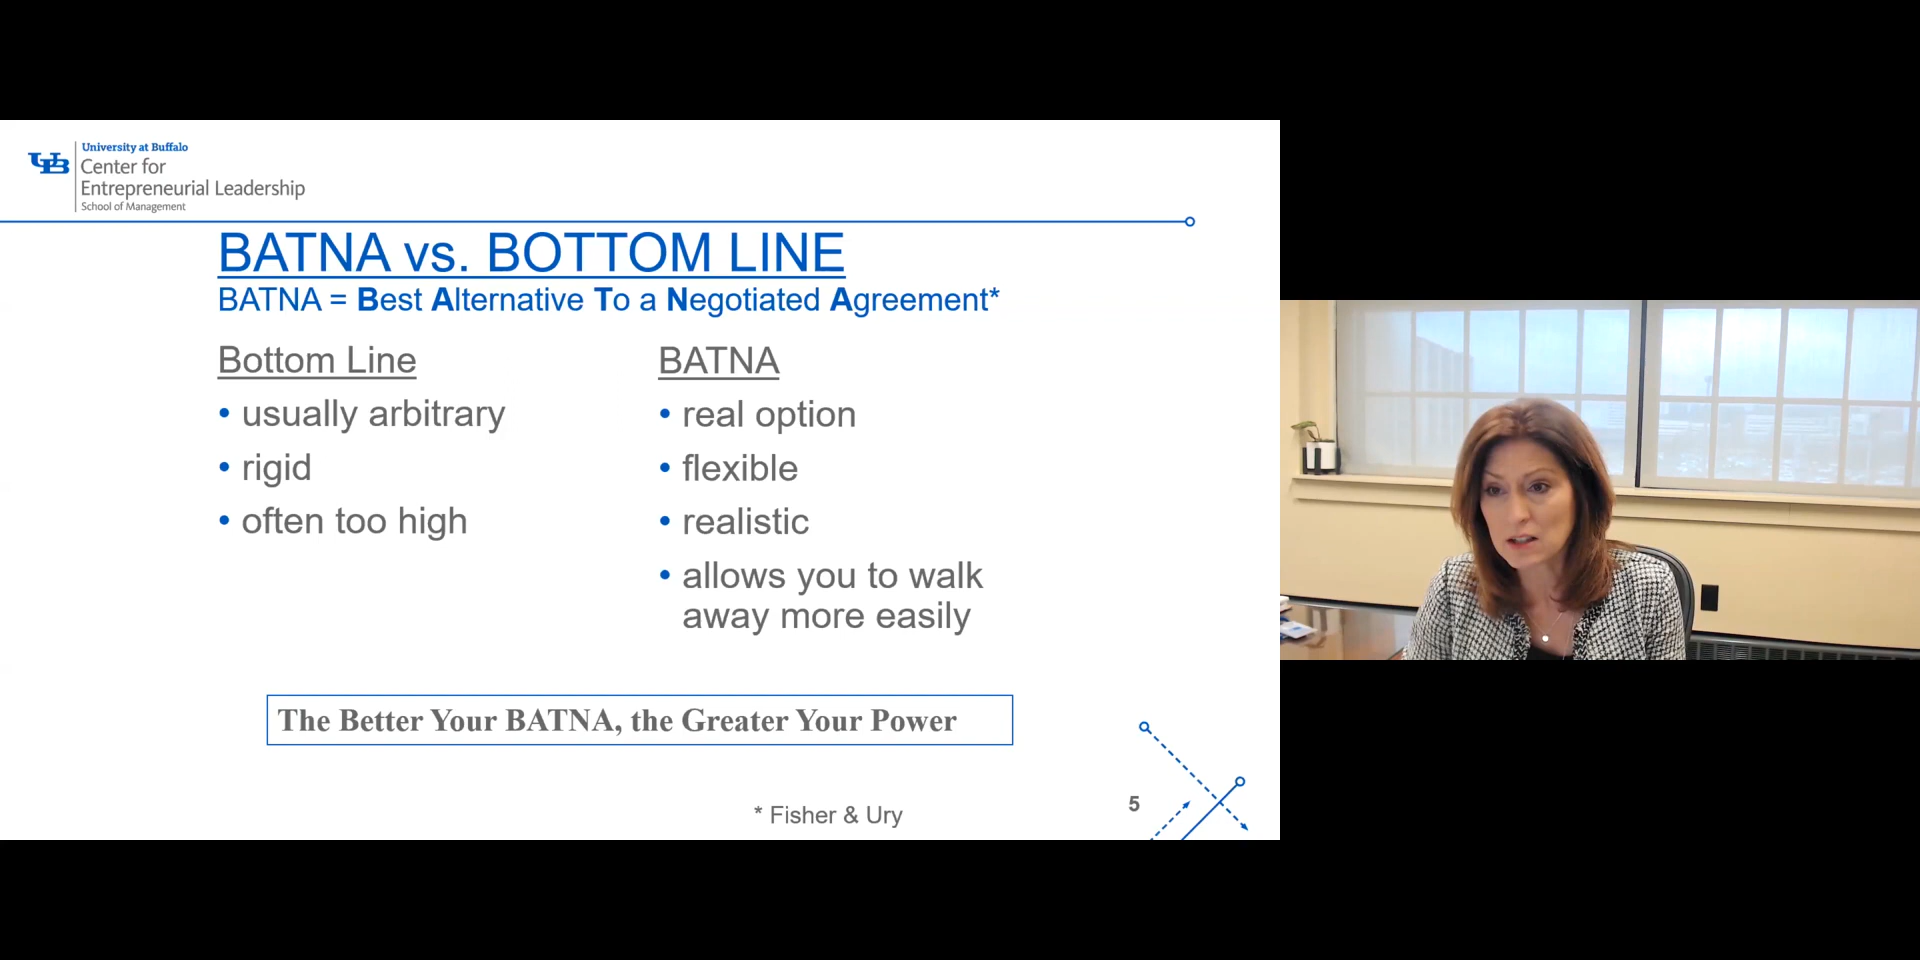 University at Buffalo
Center for
Entrepreneurial Leadership
School of Management
UB
BATNA vs. BOTTOM LINE
BATNA = Best Alternative To a Negotiated Agreement*
Bottom Line
• usually arbitrary
• rigid
• often too high
BATNA
• real option
• flexible
• realistic
• allows you to walk
away more easily
The Better Your BATNA, the Greater Your Power
* Fisher & Ury
5